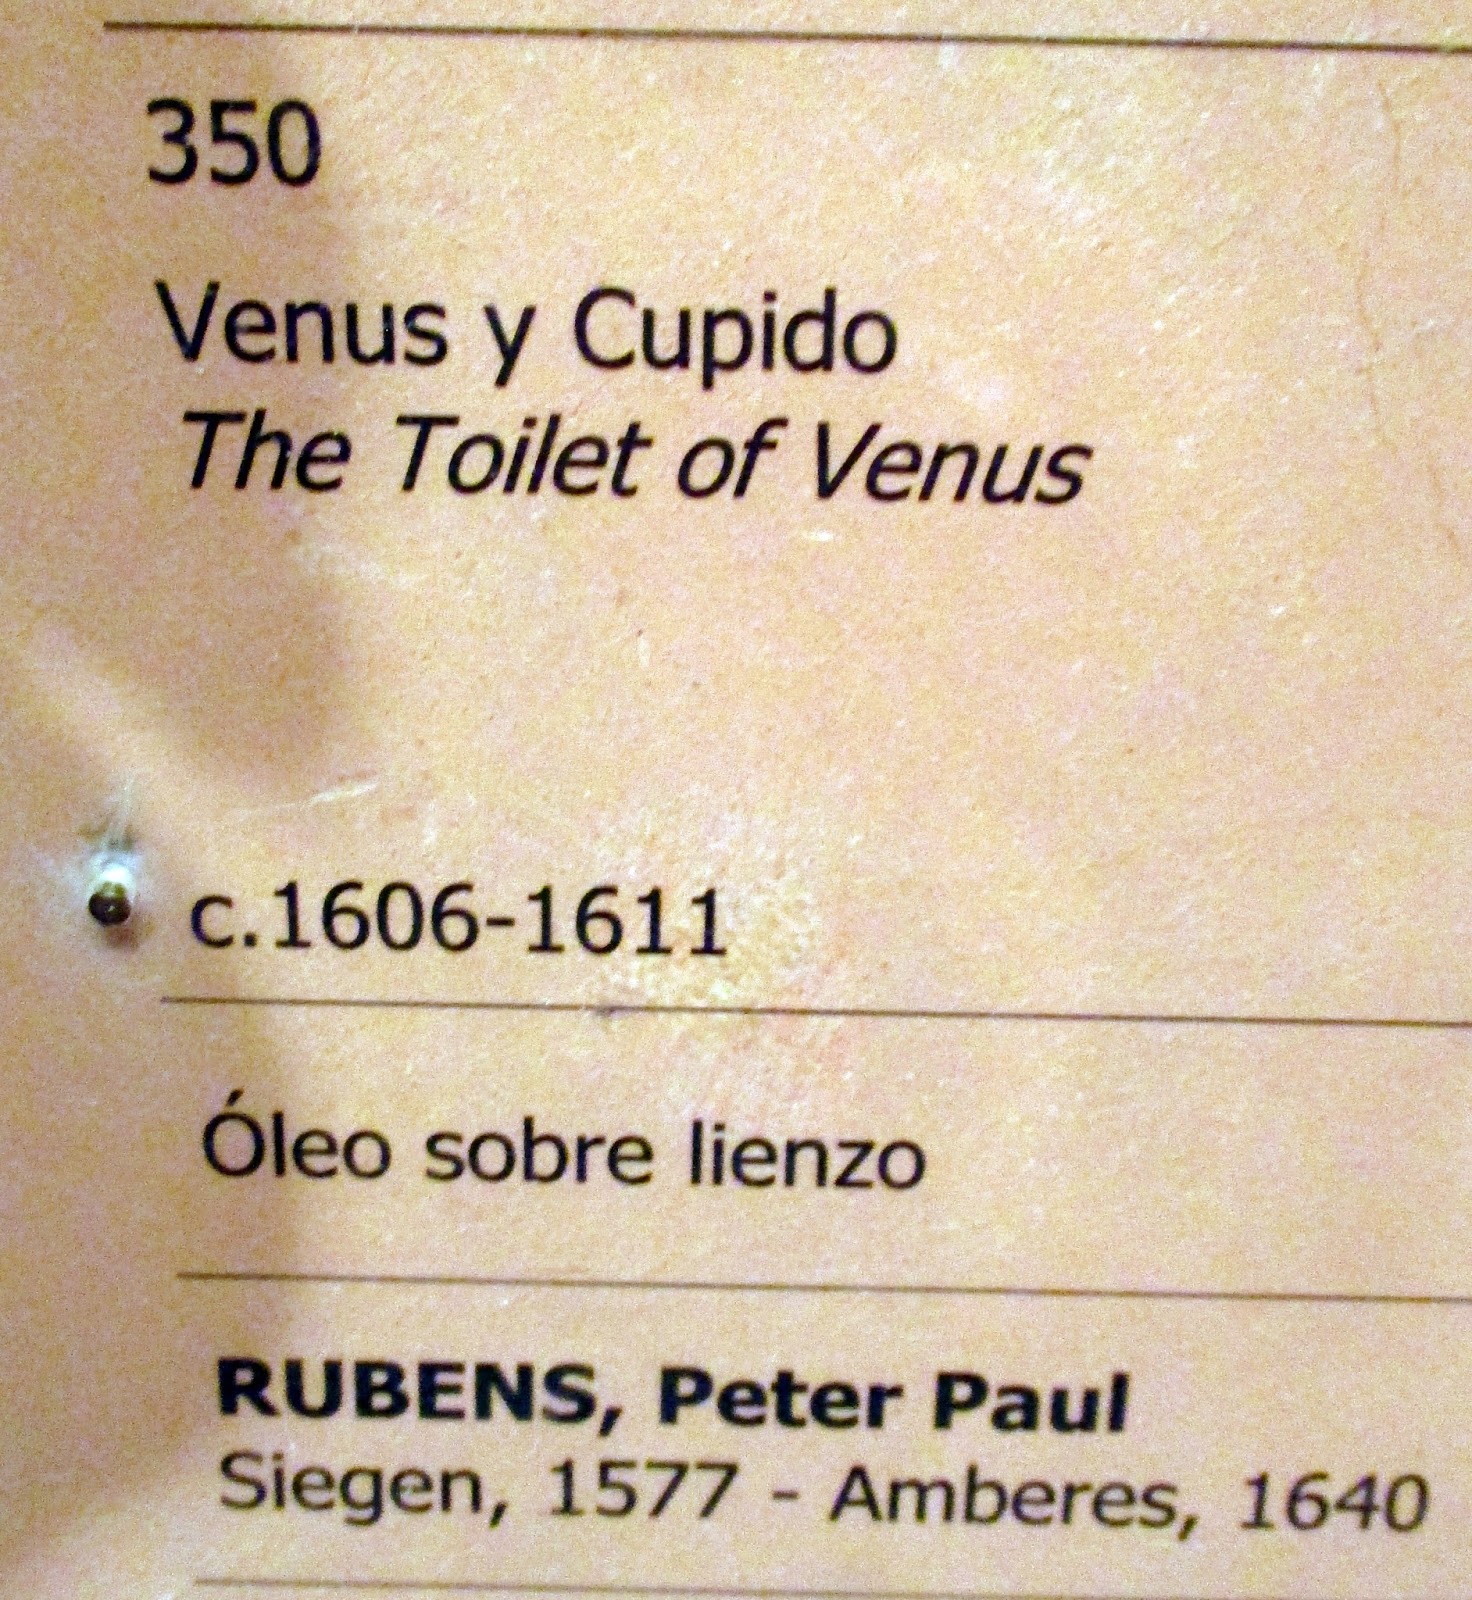 350
Venus y Cupido
The Toilet of Venus
c.1606-1611
Óleo sobre lienzo
RUBENS, Peter Paul
Siegen, 1577 - Amberes, 1640